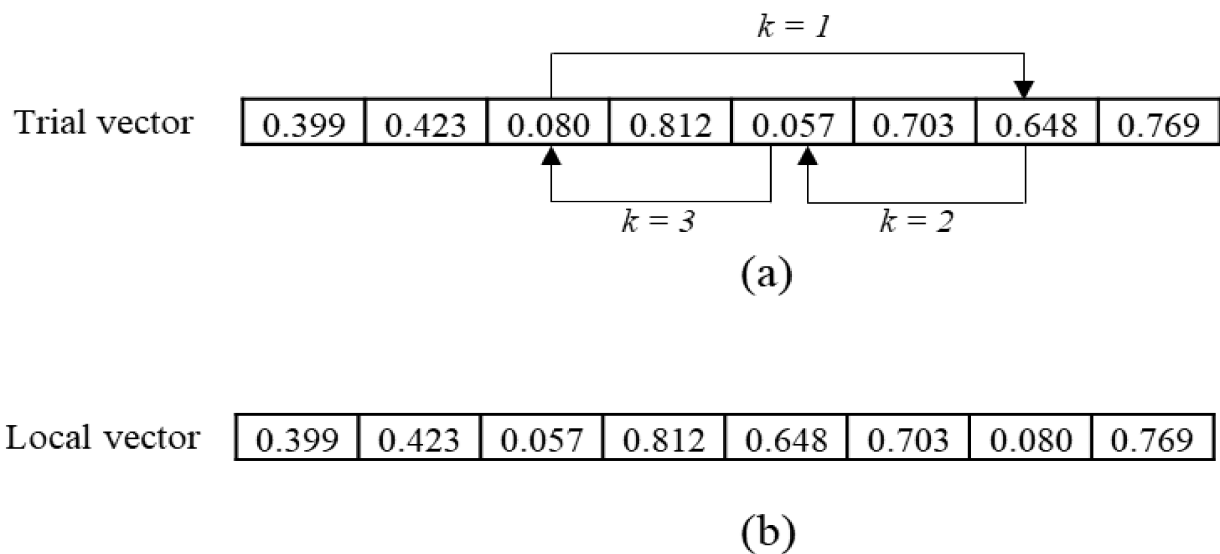 k = 1
Trial vector 0.399 0.423 0.080 0.812 0.057 0.703 0.648 0.769
k = 3 k = 2
(a)
Local vector 0.399 0.423 0.057 0.812 0.648 0.703 0.080 0.769
(b)